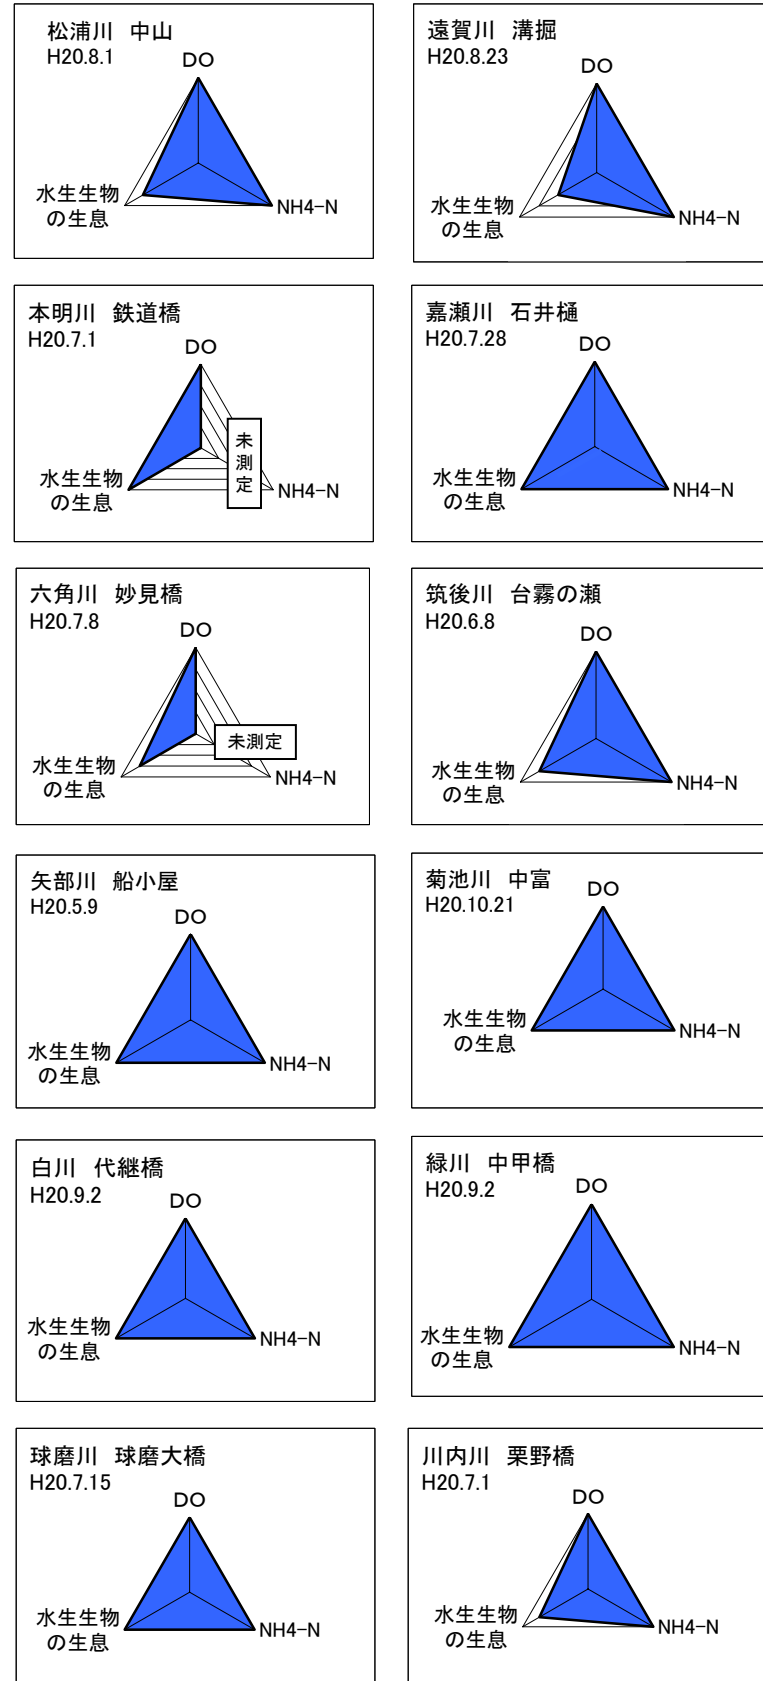 松浦川　中山
H20.8.1
DO
水生生物
の生息
NH4-N
遠賀川　溝掘
H20.8.23
DO
水生生物
の生息
NH4-N
本明川　鉄道橋
H20.7.1
DO
未測定
水生生物
の生息
NH4-N
嘉瀬川　石井樋
H20.7.28
DO
水生生物
の生息
NH4-N
六角川　妙見橋
H20.7.8
DO
未測定
水生生物
の生息
NH4-N
筑後川　台霧の瀬
H20.6.8
DO
水生生物
の生息
NH4-N
矢部川　船小屋
H20.5.9
DO
水生生物
の生息
NH4-N
菊池川　中富
H20.10.21
DO
水生生物
の生息
NH4-N
白川　代継橋
H20.9.2
DO
水生生物
の生息
NH4-N
緑川　中甲橋
H20.9.2
DO
水生生物
の生息
NH4-N
球磨川　球磨大橋
H20.7.15
DO
水生生物
の生息
NH4-N
川内川　栗野橋
H20.7.1
DO
水生生物
の生息
NH4-N